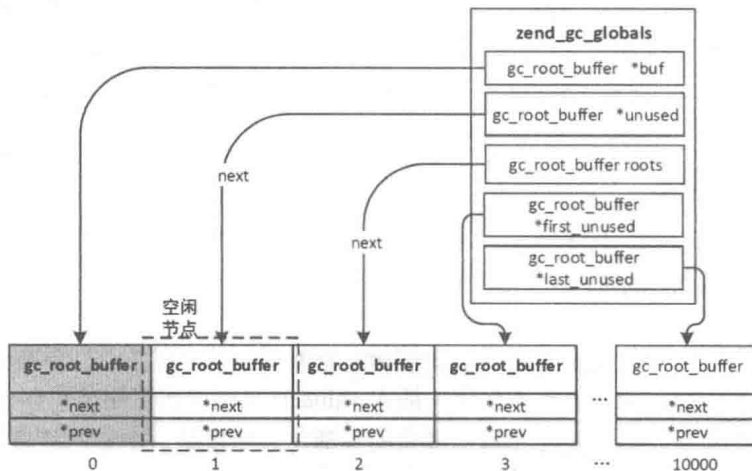 zend_gc_globals
gc_root_buffer *buf
gc_root_buffer *unused
next
gc_root_buffer roots
next
gc_root_buffer
*first_unused
gc_root_buffer
*last_unused
空闲
节点
gc_root_buffer gc_root_buffer gc_root_buffer gc_root_buffer gc_root_buffer
*next *next *next *next ... *next
*prev *prev *prev *prev *prev
0 1 2 3 ... 10000